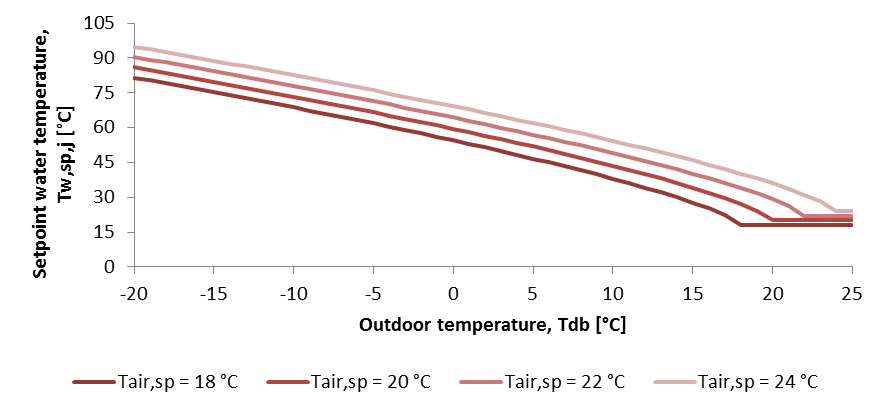 Setpoint water temperature,
Tw,sp,j [°C]
105
90
75
60
45
30
15
0
-20 -15 -10 -5 0 5 10 15 20 25
Outdoor temperature, Tdb [°C]
Tair,sp = 18 °C Tair,sp = 20 °C Tair,sp = 22 °C Tair,sp = 24 °C